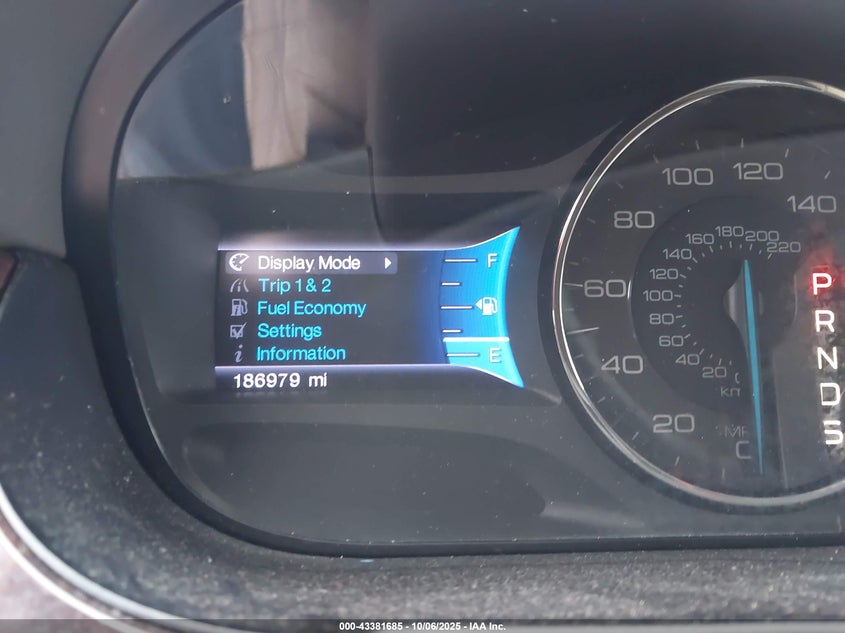 Display Mode
Trip 1 & 2
Fuel Economy
Settings
i Information
186979 mi
F
E
20
40
60
80
100
120
140
20
40
60
80
100
120
140
160
180
200
220
P
R
N
D
S
000-43381685 - 10/06/2025 - IAA Inc.